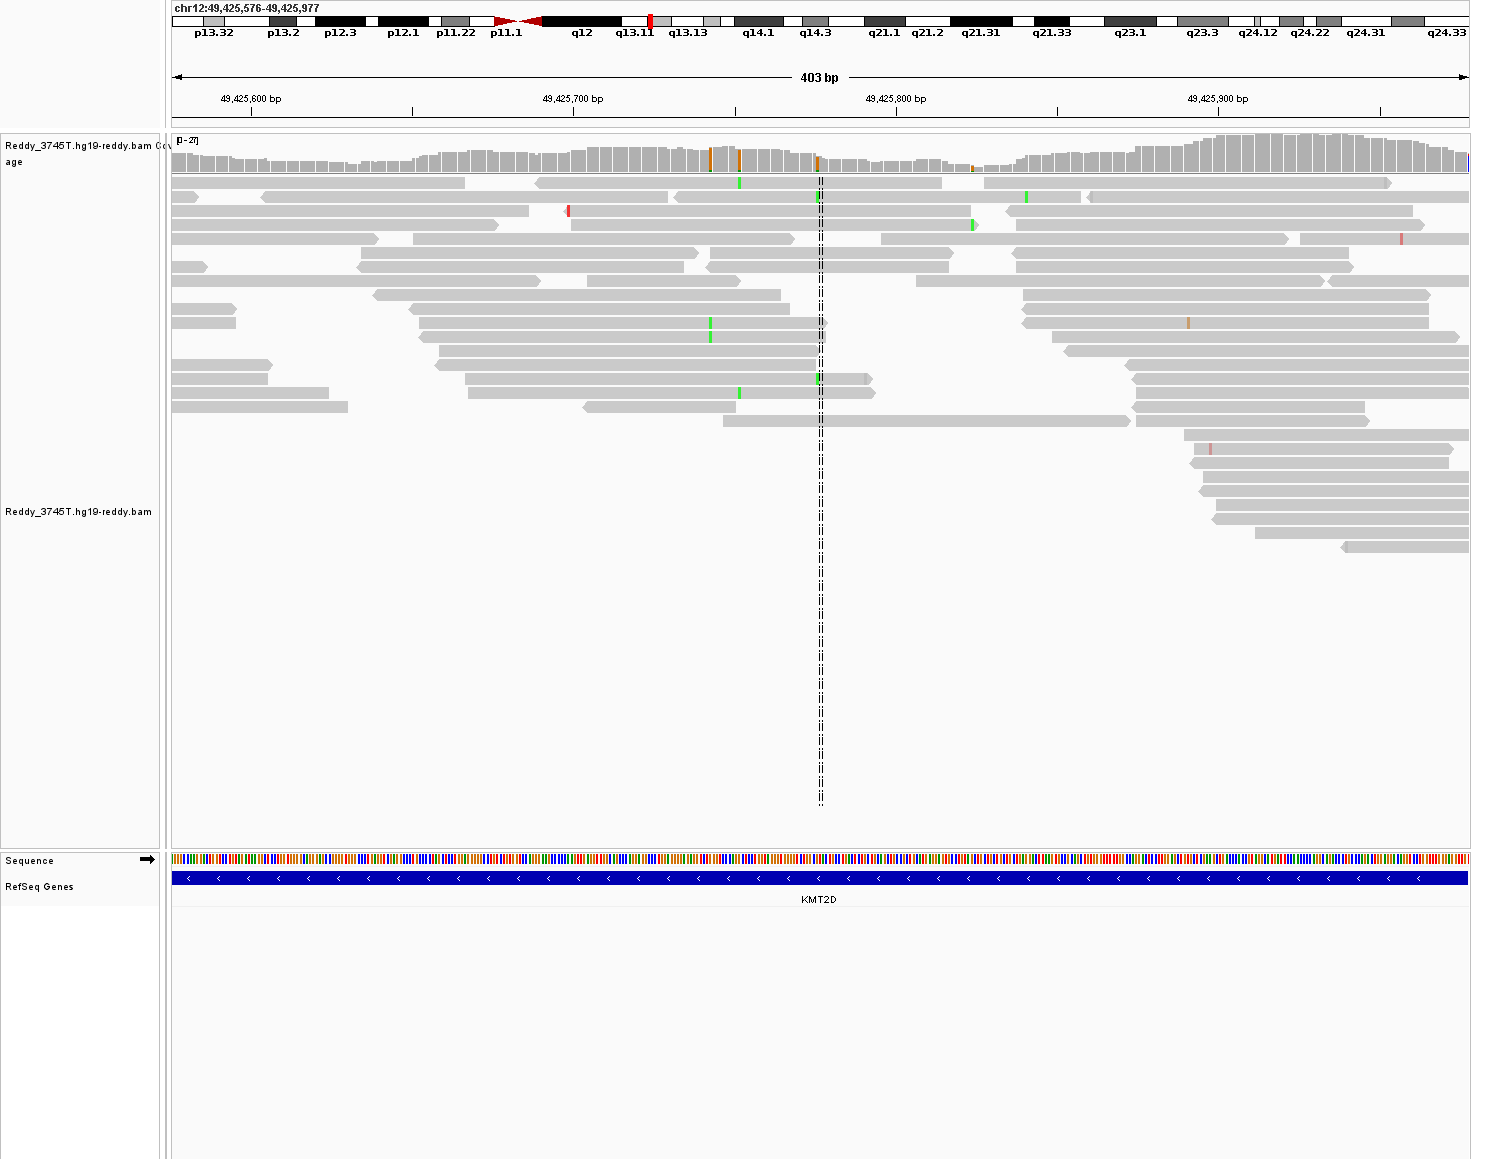 chr12:49,425,576-49,425,977
p13.32 p13.2 p12.3 p12.1 p11.22 p11.1 q12 q13.11 q13.13 q14.1 q14.3 q21.1 q21.2 q21.31 q21.33 q23.1 q23.3 q24.12 q24.22 q24.31 q24.33
403 bp
49,425,600 bp 49,425,700 bp 49,425,800 bp 49,425,900 bp
[0 - 27]
Reddy_3745T.hg19-reddy.bam Cov
age
Reddy_3745T.hg19-reddy.bam
Sequence
RefSeq Genes
KMT2D